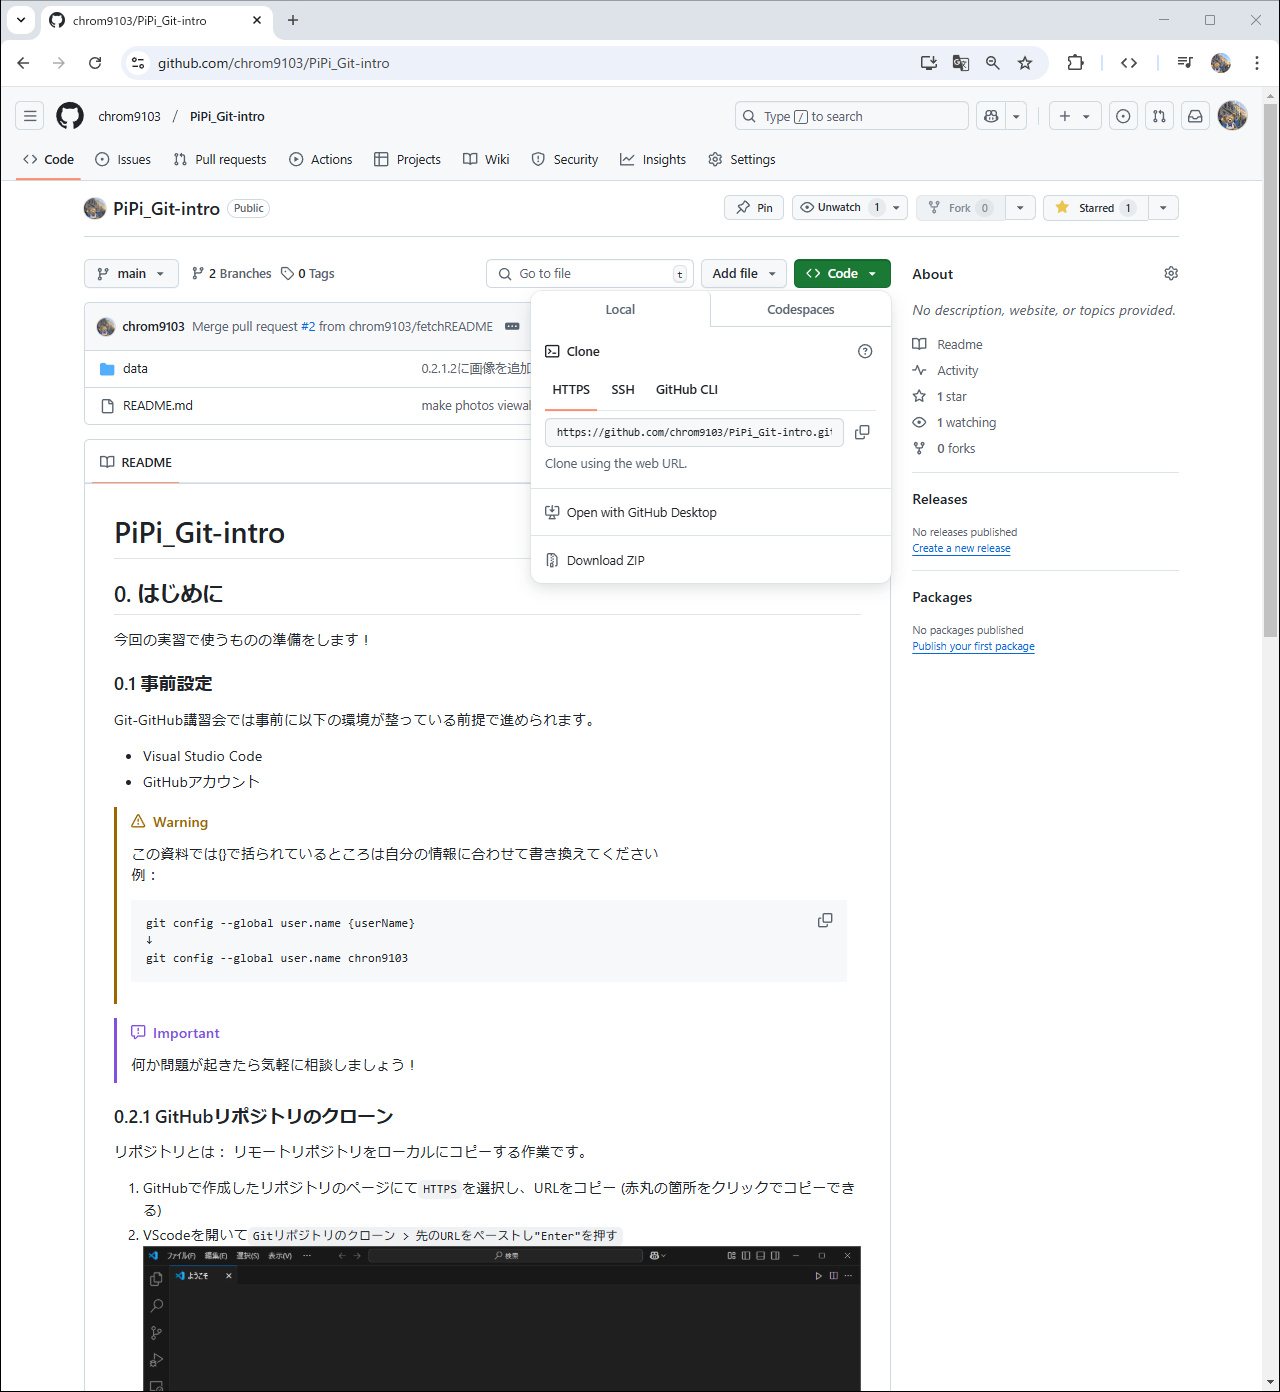 chrom9103/PiPi_Git-intro
github.com/chrom9103/PiPi_Git-intro
chrom9103 / PiPi_Git-intro
Type / to search
Code Issues Pull requests Actions Projects Wiki Security Insights Settings
PiPi_Git-intro Public
Pin Unwatch 1 Fork 0 Starred 1
main 2 Branches 0 Tags
Go to file t
Add file
Code
chrom9103 Merge pull request #2 from chrom9103/fetchREADME
data 0.2.1.2に画像を追加
README.md make photos viewa
README
Local Codespaces
Clone
HTTPS SSH GitHub CLI
https://github.com/chrom9103/PiPi_Git-intro.git
Clone using the web URL.
Open with GitHub Desktop
Download ZIP
About
No description, website, or topics provided.
Readme
Activity
1 star
1 watching
0 forks
Releases
No releases published
Create a new release
Packages
No packages published
Publish your first package
PiPi_Git-intro
0. はじめに
今回の実習で使うものの準備をします！
0.1 事前設定
Git-GitHub講習会では事前に以下の環境が整っている前提で進められます。
• Visual Studio Code
• GitHubアカウント
Warning
この資料では{}で括られているところは自分の情報に合わせて書き換えてください
例：
git config --global user.name {userName}
↓
git config --global user.name chron9103
Important
何か問題が起きたら気軽に相談しましょう！
0.2.1 GitHubリポジトリのクローン
リポジトリとは： リモートリポジトリをローカルにコピーする作業です。
1. GitHubで作成したリポジトリのページにて HTTPS を選択し、URLをコピー (赤丸の箇所をクリックでコピーでき
る)
2. VScodeを開いて Gitリポジトリのクローン > 先のURLをペーストし"Enter"を押す
ファイル(F) 編集(E) 選択(S) 表示(V) ··· 検索
ようこそ